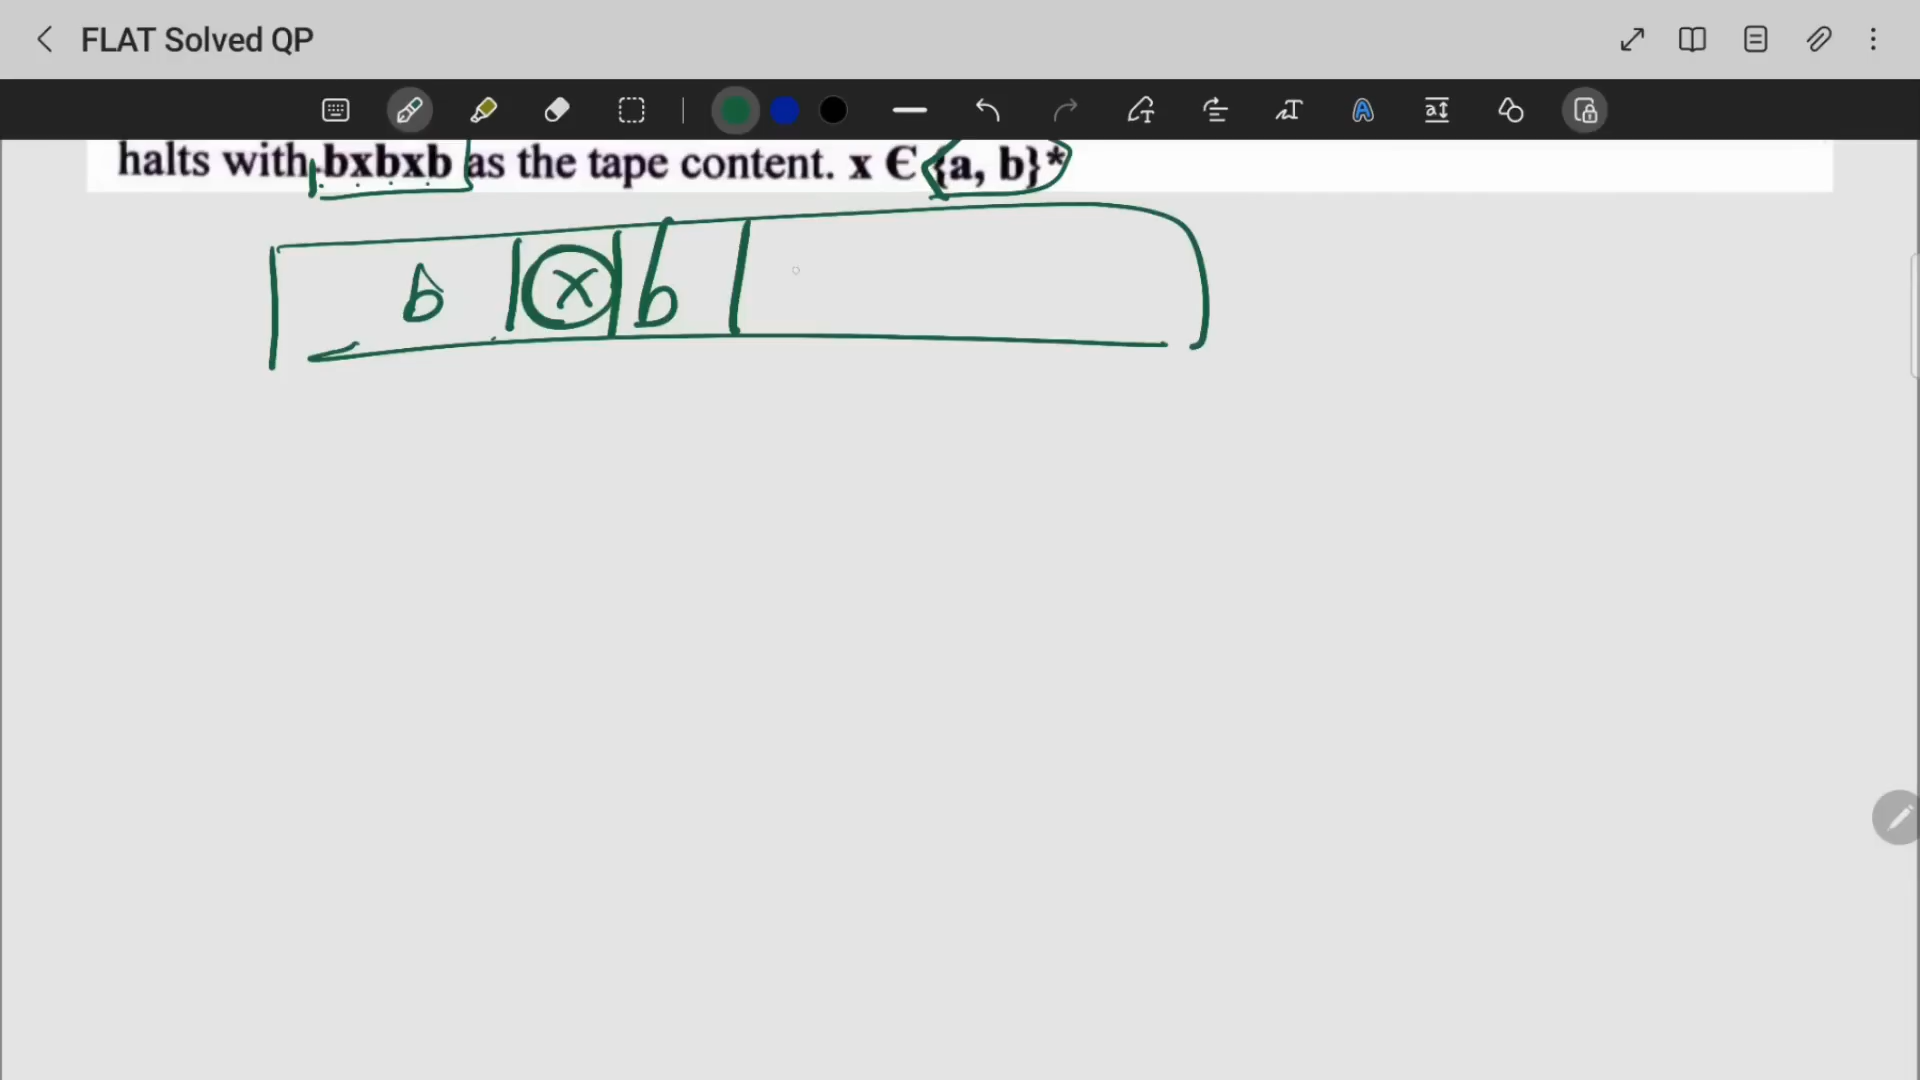 FLAT Solved QP
halts with bxbxb as the tape content. x Є {a, b}*
b x b